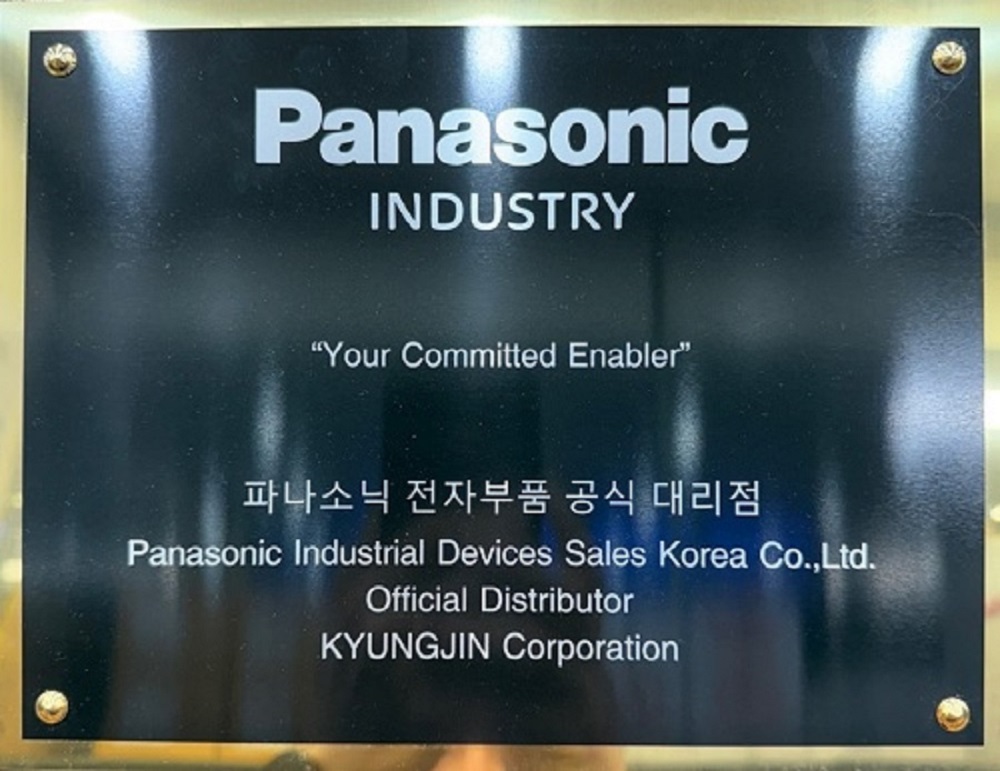 Panasonic
INDUSTRY
“Your Committed Enabler”
파나소닉 전자부품 공식 대리점
Panasonic Industrial Devices Sales Korea Co.,Ltd.
Official Distributor
KYUNGJIN Corporation